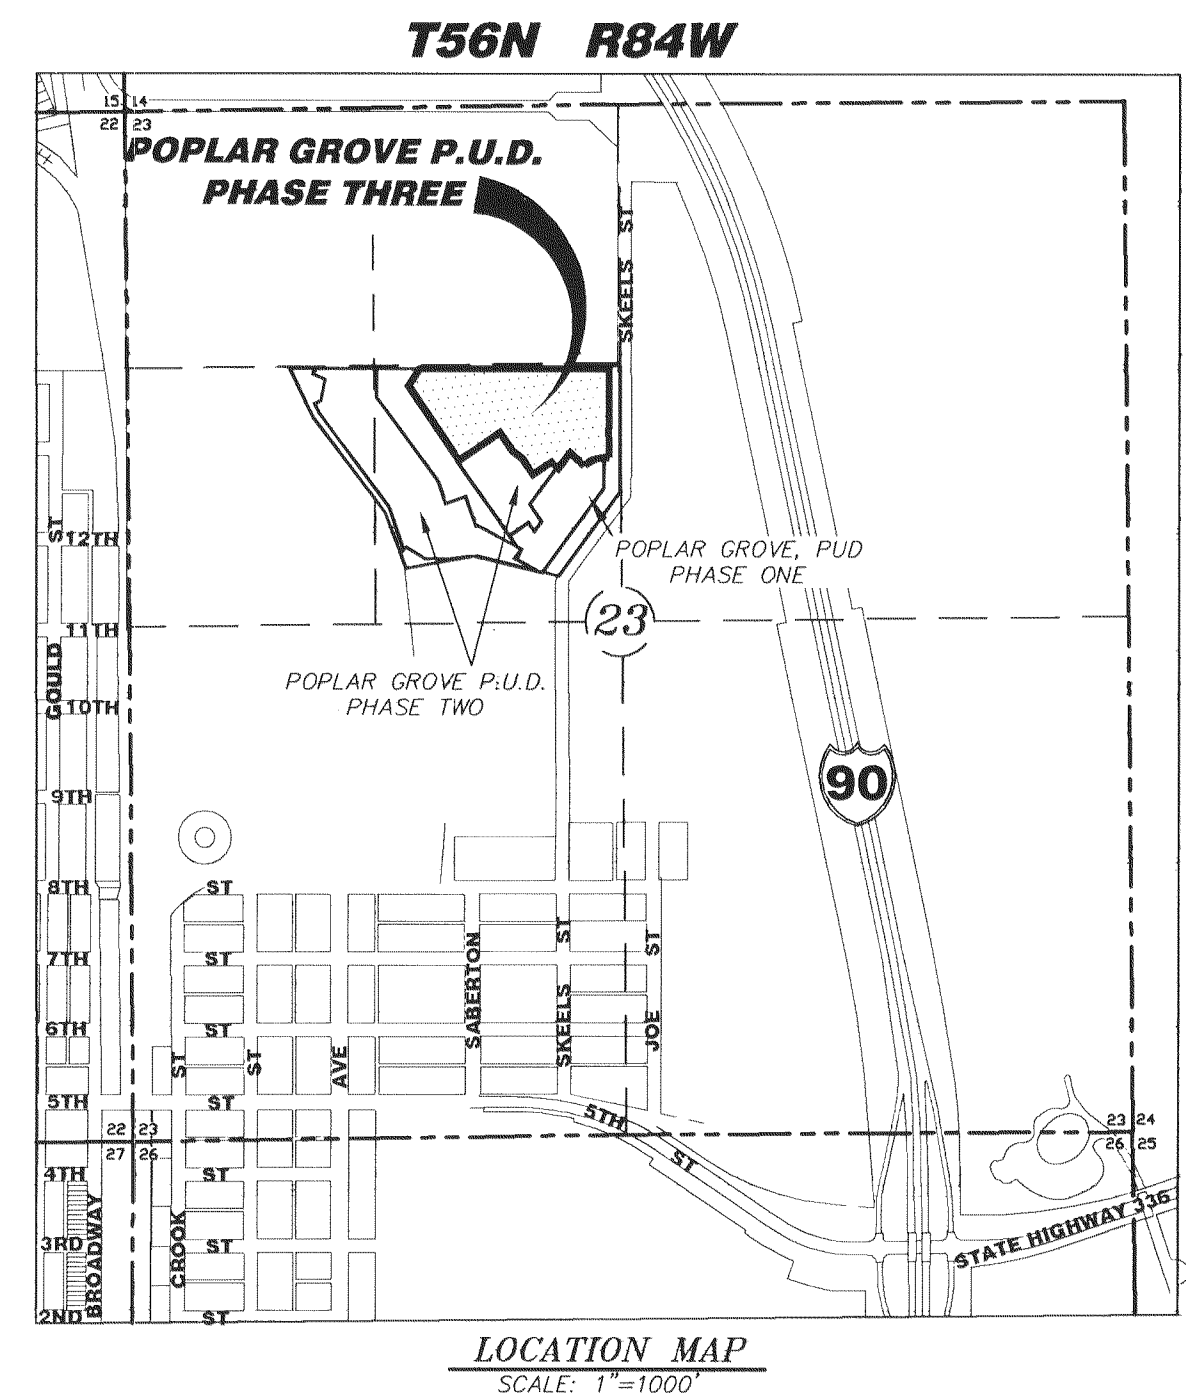 T56N R84W
15 14
22 23
POPLAR GROVE P.U.D.
PHASE THREE
SKEELS ST
POPLAR GROVE, PUD
PHASE ONE
23
POPLAR GROVE P.U.D.
PHASE TWO
GOULD ST
12TH
11TH
10TH
9TH
90
8TH ST
7TH ST
6TH ST
5TH ST
ST
ST
AVE
SABERTON
SKEELS ST
JOE ST
5TH ST
22 23
27 26
23 24
26 25
4TH ST
3RD ST
2ND ST
BROADWAY
CROOK
STATE HIGHWAY 336
LOCATION MAP
SCALE: 1"=1000'